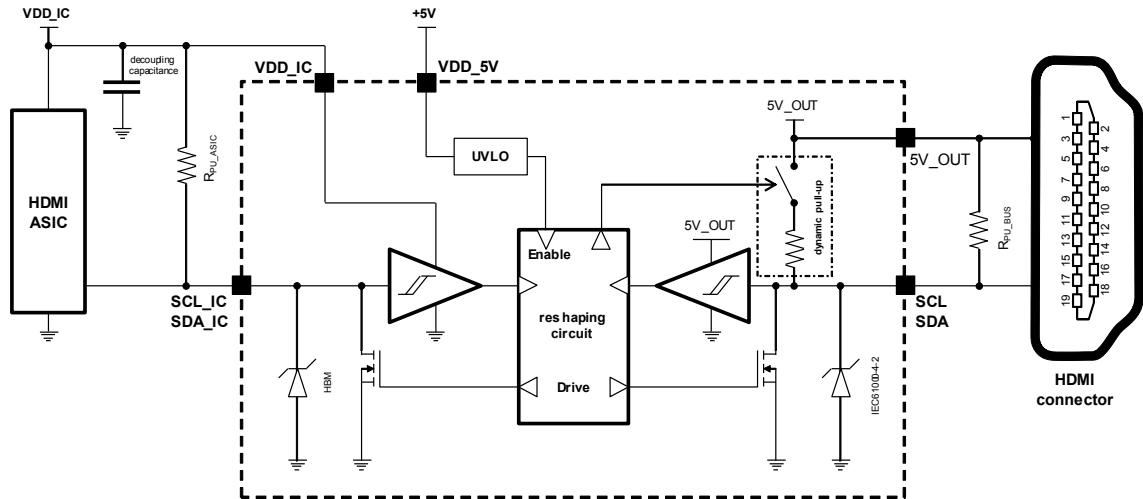 VDD_IC
+5V
decoupling
capacitance
VDD_IC
VDD_5V
5V_OUT
5V_OUT
UVLO
RPU_ASIC
HDMI
ASIC
dynamic pull-up
RPU_BUS
5V_OUT
Enable
SCL_IC
SDA_IC
reshaping
circuit
SCL
SDA
HBM
Drive
IEC61000-4-2
1
2
3
4
5
6
7
8
9
10
11
12
13
14
15
16
17
18
19
HDMI
connector